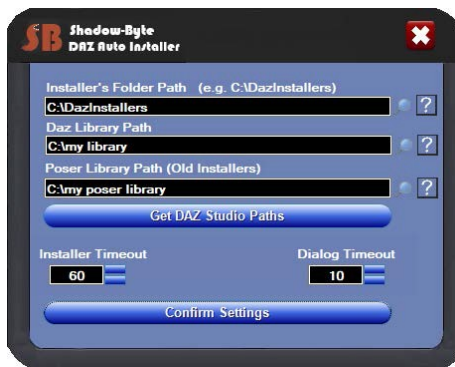 SB Shadow-Byte
DAZ Auto Installer
Installer's Folder Path (e.g. C:\DazInstallers)
C:\DazInstallers
?
Daz Library Path
C:\my library
?
Poser Library Path (Old Installers)
C:\my poser library
?
Get DAZ Studio Paths
Installer Timeout Dialog Timeout
60 10
Confirm Settings